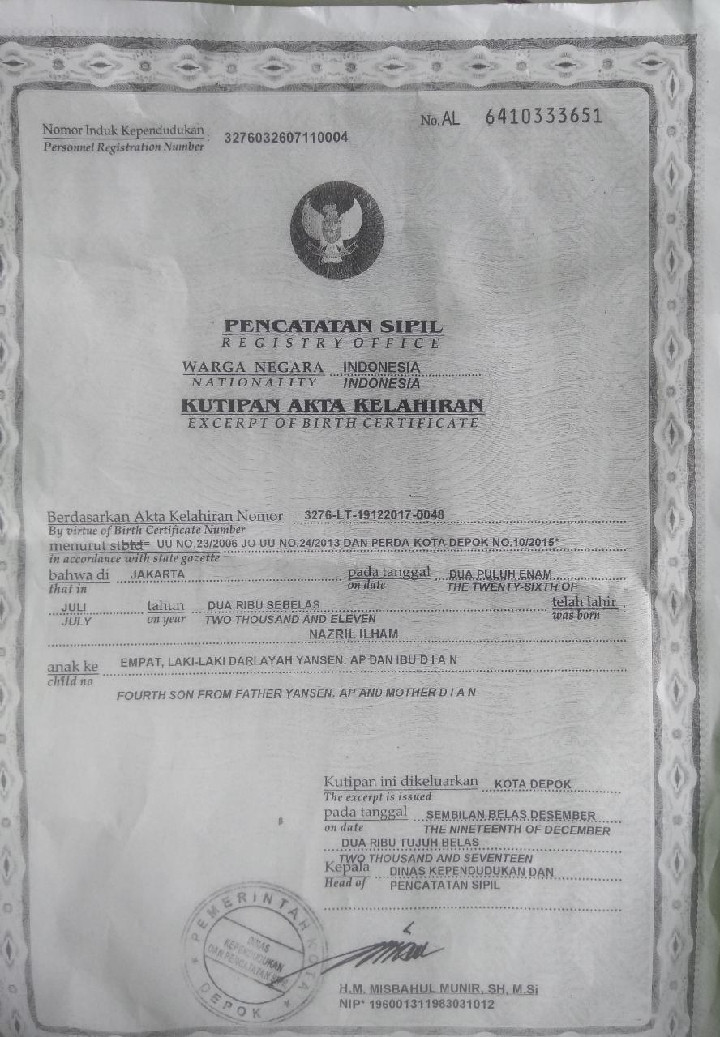 No. AL 6410333651
Nomor Induk Kependudukan
Personnel Registration Number
3276032607110004
PENCATATAN SIPIL
REGISTRY OFFICE
WARGA NEGARA INDONESIA
NATIONALITY INDONESIA
KUTIPAN AKTA KELAHIRAN
EXCERPT OF BIRTH CERTIFICATE
Berdasarkan Akta Kelahiran Nomor 3276-LT-19122017-0048
By virtue of Birth Certificate Number
menurut stbld UU NO.23/2006 JO UU NO.24/2013 DAN PERDA KOTA DEPOK NO.10/2015*
in accordance with state gazette
bahwa di JAKARTA pada tanggal DUA PULUH ENAM
that in on date THE TWENTY-SIXTH OF
JULI tahun DUA RIBU SEBELAS telah lahir
JULY on year TWO THOUSAND AND ELEVEN was born
NAZRIL ILHAM
anak ke EMPAT, LAKI-LAKI DARI AYAH YANSEN. AP DAN IBU D I A N
child no
FOURTH SON FROM FATHER YANSEN. AP AND MOTHER D I A N
Kutipan ini dikeluarkan KOTA DEPOK
The excerpt is issued
pada tanggal SEMBILAN BELAS DESEMBER
on date THE NINETEENTH OF DECEMBER
DUA RIBU TUJUH BELAS
TWO THOUSAND AND SEVENTEEN
Kepala DINAS KEPENDUDUKAN DAN
Head of PENCATATAN SIPIL
PEMERINTAH KOTA
DINAS
KEPENDUDUKAN
DAN PENCATATAN SIPIL
DEPOK
H.M. MISBAHUL MUNIR, SH, M.Si
NIP* 196001311983031012